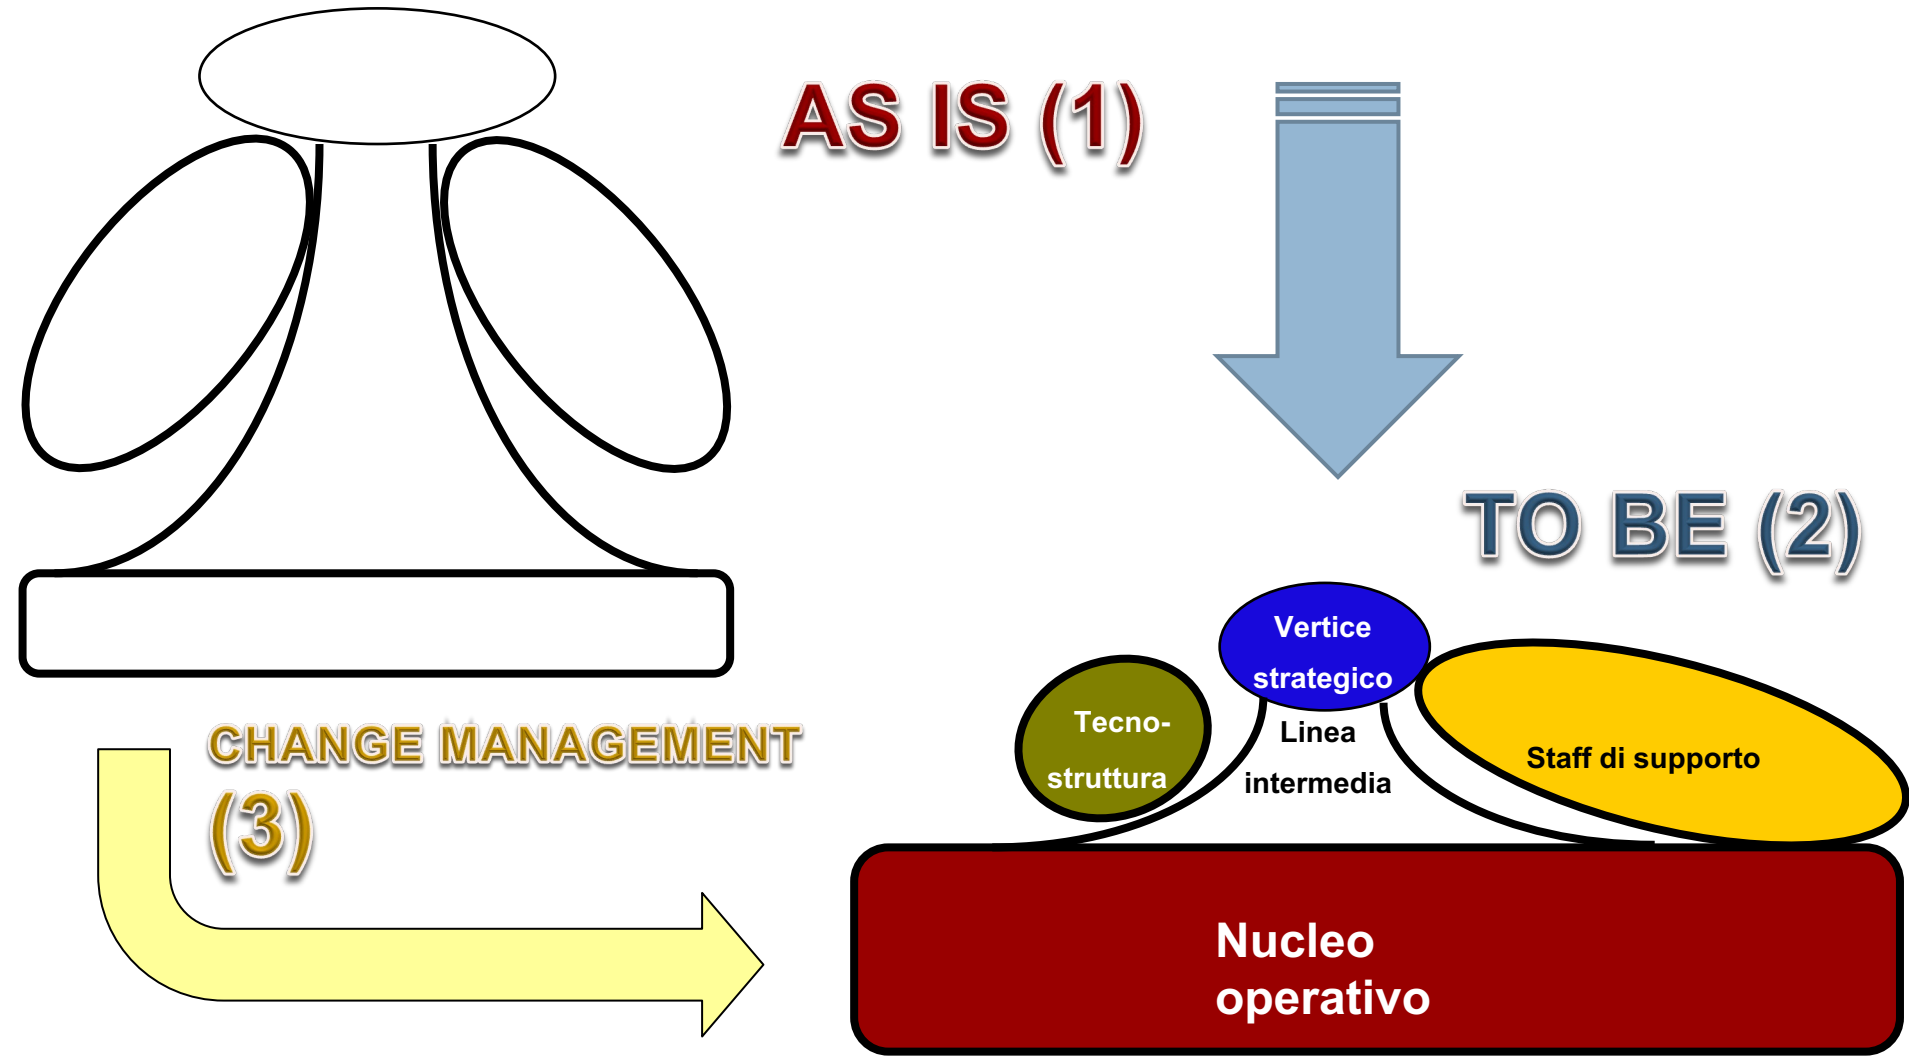 AS IS (1)
TO BE (2)
CHANGE MANAGEMENT
(3)
Vertice
strategico
Tecno-
struttura
Linea
intermedia
Staff di supporto
Nucleo
operativo